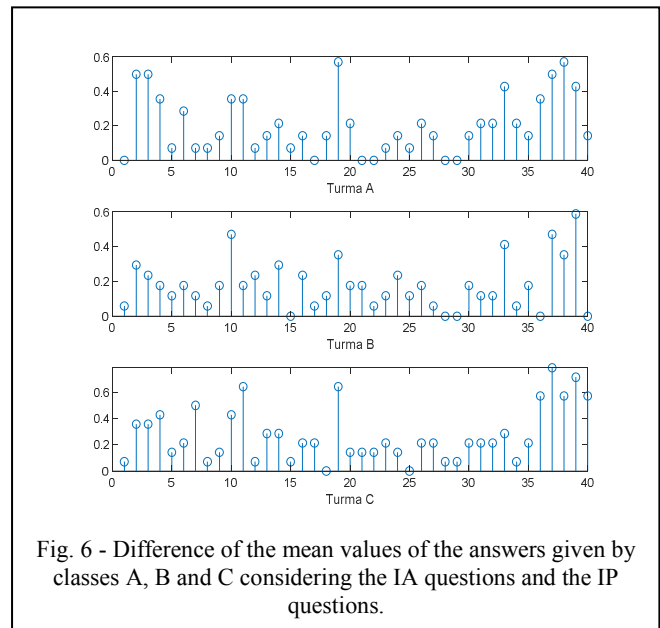 0.6
0.4
0.2
0
0 5 10 15 20 25 30 35 40
Turma A
0.6
0.4
0.2
0
0 5 10 15 20 25 30 35 40
Turma B
0.6
0.4
0.2
0
0 5 10 15 20 25 30 35 40
Turma C
Fig. 6 - Difference of the mean values of the answers given by
classes A, B and C considering the IA questions and the IP
questions.